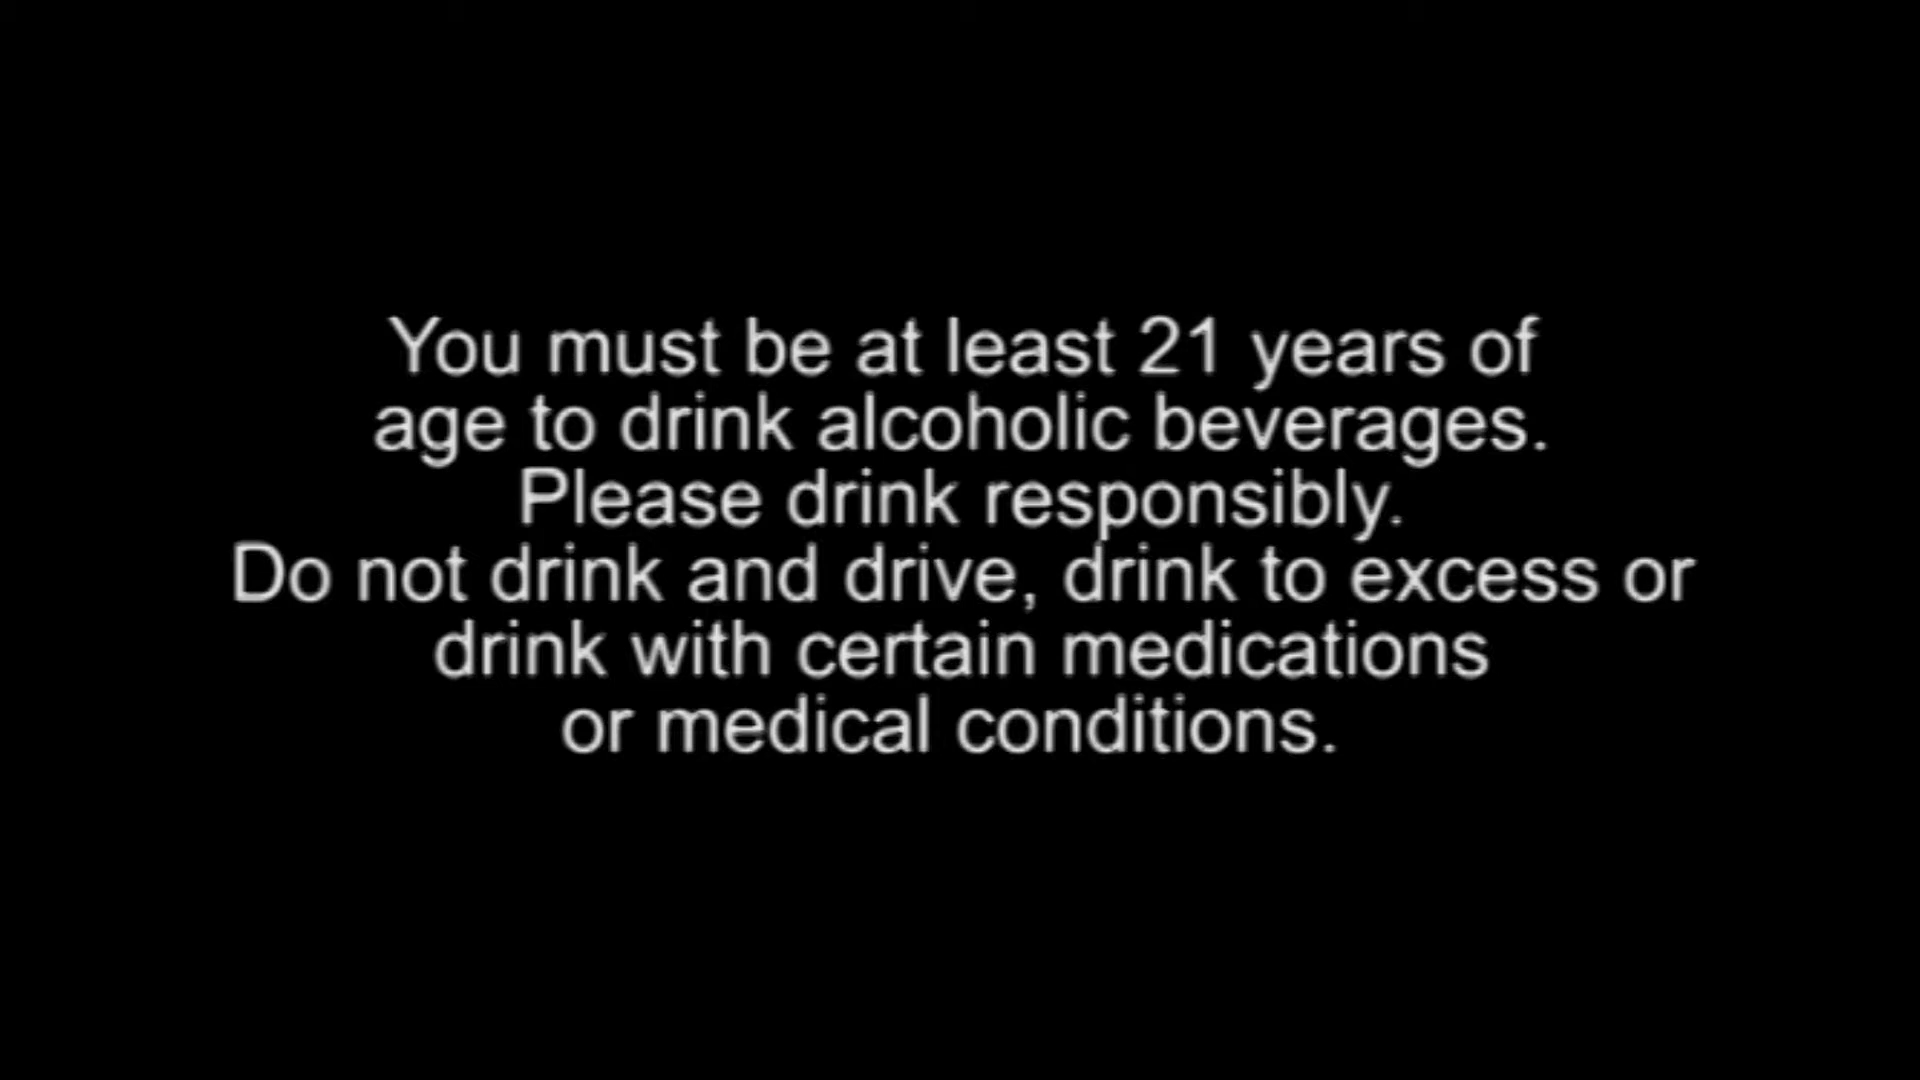 You must be at least 21 years of
age to drink alcoholic beverages.
Please drink responsibly.
Do not drink and drive, drink to excess or
drink with certain medications
or medical conditions.